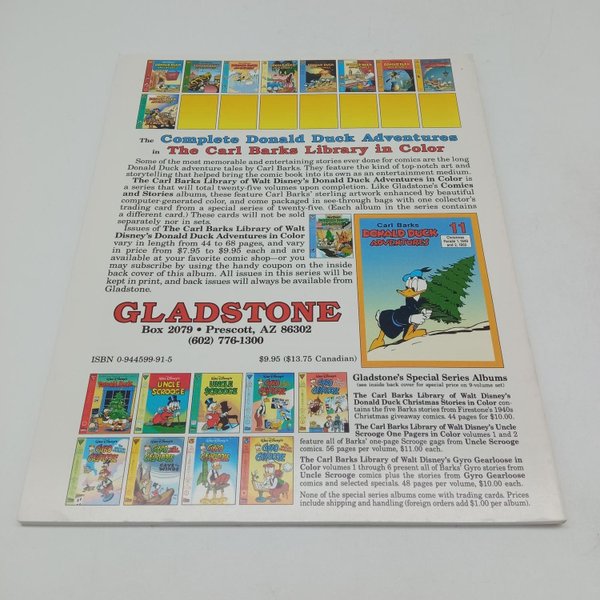 The Complete Donald Duck Adventures
in The Carl Barks Library in Color
Some of the most memorable and entertaining stories ever done for comics are the long
Donald Duck adventure tales by Carl Barks. They feature the kind of top-notch art and
storytelling that helped bring the comic book into its own as an entertainment medium.
The Carl Barks Library of Walt Disney's Donald Duck Adventures in Color is
a series that will total twenty-five volumes upon completion. Like Gladstone's Comics
and Stories albums, these feature Carl Barks' sterling artwork enhanced by beautiful
computer-generated color, and come packaged in see-through bags with one collector's
trading card from a special series of twenty-five. (Each album in the series contains
a different card.) These cards will not be sold
separately nor in sets.
Issues of The Carl Barks Library of Walt
Disney's Donald Duck Adventures in Color
vary in length from 44 to 68 pages, and vary
in price from $7.95 to $9.95 each and are
available at your favorite comic shop—or you
may subscribe by using the handy coupon on the inside
back cover of this album. All issues in this series will be
kept in print, and back issues will always be available from
Gladstone.
Carl Barks
DONALD DUCK
ADVENTURES
11
GLADSTONE
Box 2079 • Prescott, AZ 86302
(602) 776-1300
ISBN 0-944599-91-5
$9.95 ($13.75 Canadian)
UNCLE
SCROOGE
UNCLE
SCROOGE
Gladstone's Special Series Albums
(see inside back cover for special price on 9-volume set)
The Carl Barks Library of Walt Disney's
Donald Duck Christmas Stories in Color con-
tains the five Barks stories from Firestone's 1940s
Christmas giveaway comics. 44 pages for $10.00.
The Carl Barks Library of Walt Disney's Uncle
Scrooge One Pagers in Color volumes 1 and 2
feature all of Barks' one-page Scrooge gags from Uncle Scrooge
comics. 56 pages per volume, $11.00 each.
The Carl Barks Library of Walt Disney's Gyro Gearloose in
Color volumes 1 through 6 present all of Barks' Gyro stories from
Uncle Scrooge comics plus the stories from Gyro Gearloose
comics and selected specials. 48 pages per volume, $10.00 each.
None of the special series albums come with trading cards. Prices
include shipping and handling (foreign orders add $1.00 per album).